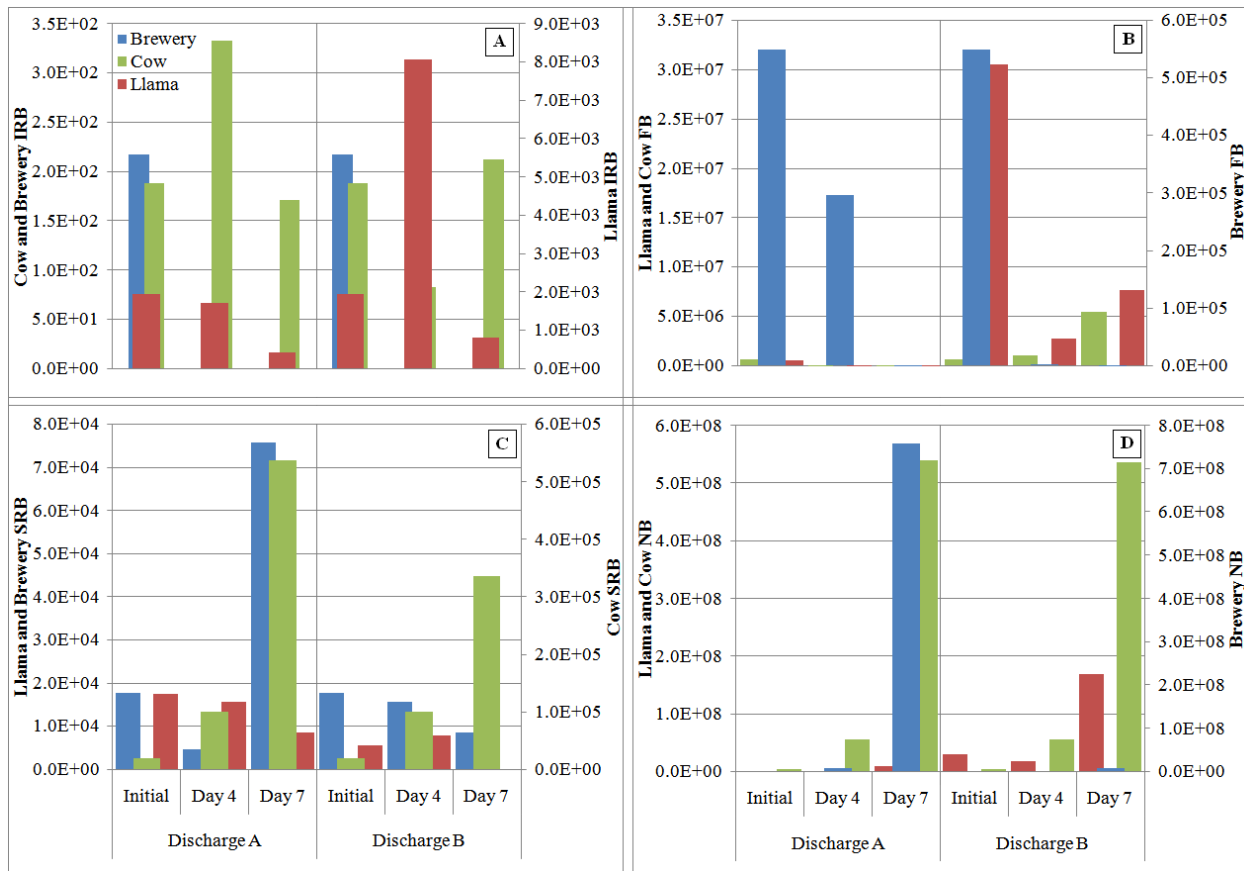 A
Brewery
Cow
Llama
Cow and Brewery IRB
3.5E+02
3.0E+02
2.5E+02
2.0E+02
1.5E+02
1.0E+02
5.0E+01
0.0E+00
9.0E+03
8.0E+03
7.0E+03
6.0E+03
5.0E+03
4.0E+03
3.0E+03
2.0E+03
1.0E+03
0.0E+00
Llama IRB
B
Llama and Cow FB
3.5E+07
3.0E+07
2.5E+07
2.0E+07
1.5E+07
1.0E+07
5.0E+06
0.0E+00
6.0E+05
5.0E+05
4.0E+05
3.0E+05
2.0E+05
1.0E+05
0.0E+00
Brewery FB
C
Llama and Brewery SRB
8.0E+04
7.0E+04
6.0E+04
5.0E+04
4.0E+04
3.0E+04
2.0E+04
1.0E+04
0.0E+00
6.0E+05
5.0E+05
4.0E+05
3.0E+05
2.0E+05
1.0E+05
0.0E+00
Cow SRB
Initial Day 4 Day 7 Initial Day 4 Day 7
Discharge A Discharge B
D
Llama and Cow NB
6.0E+08
5.0E+08
4.0E+08
3.0E+08
2.0E+08
1.0E+08
0.0E+00
8.0E+08
7.0E+08
6.0E+08
5.0E+08
4.0E+08
3.0E+08
2.0E+08
1.0E+08
0.0E+00
Brewery NB
Initial Day 4 Day 7 Initial Day 4 Day 7
Discharge A Discharge B